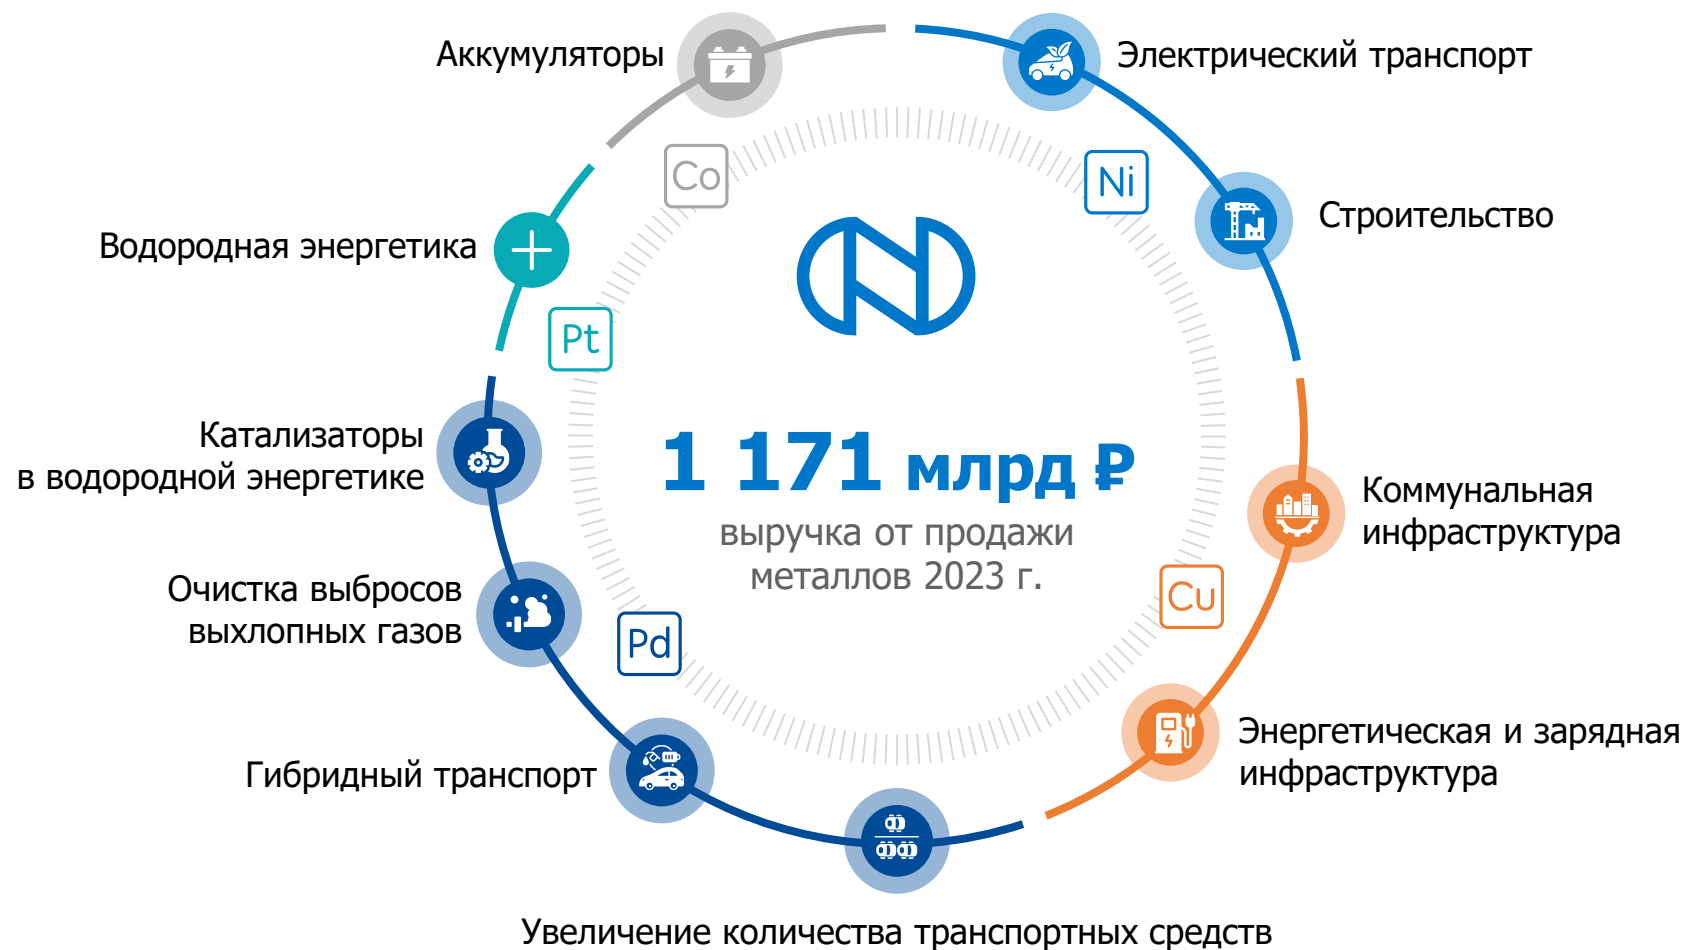 Аккумуляторы
Электрический транспорт
Co
Ni
Строительство
Водородная энергетика
Pt
1 171 млрд ₽
выручка от продажи
металлов 2023 г.
Катализаторы
в водородной энергетике
Коммунальная
инфраструктура
Очистка выбросов
выхлопных газов
Cu
Pd
Гибридный транспорт
Энергетическая и зарядная
инфраструктура
Увеличение количества транспортных средств